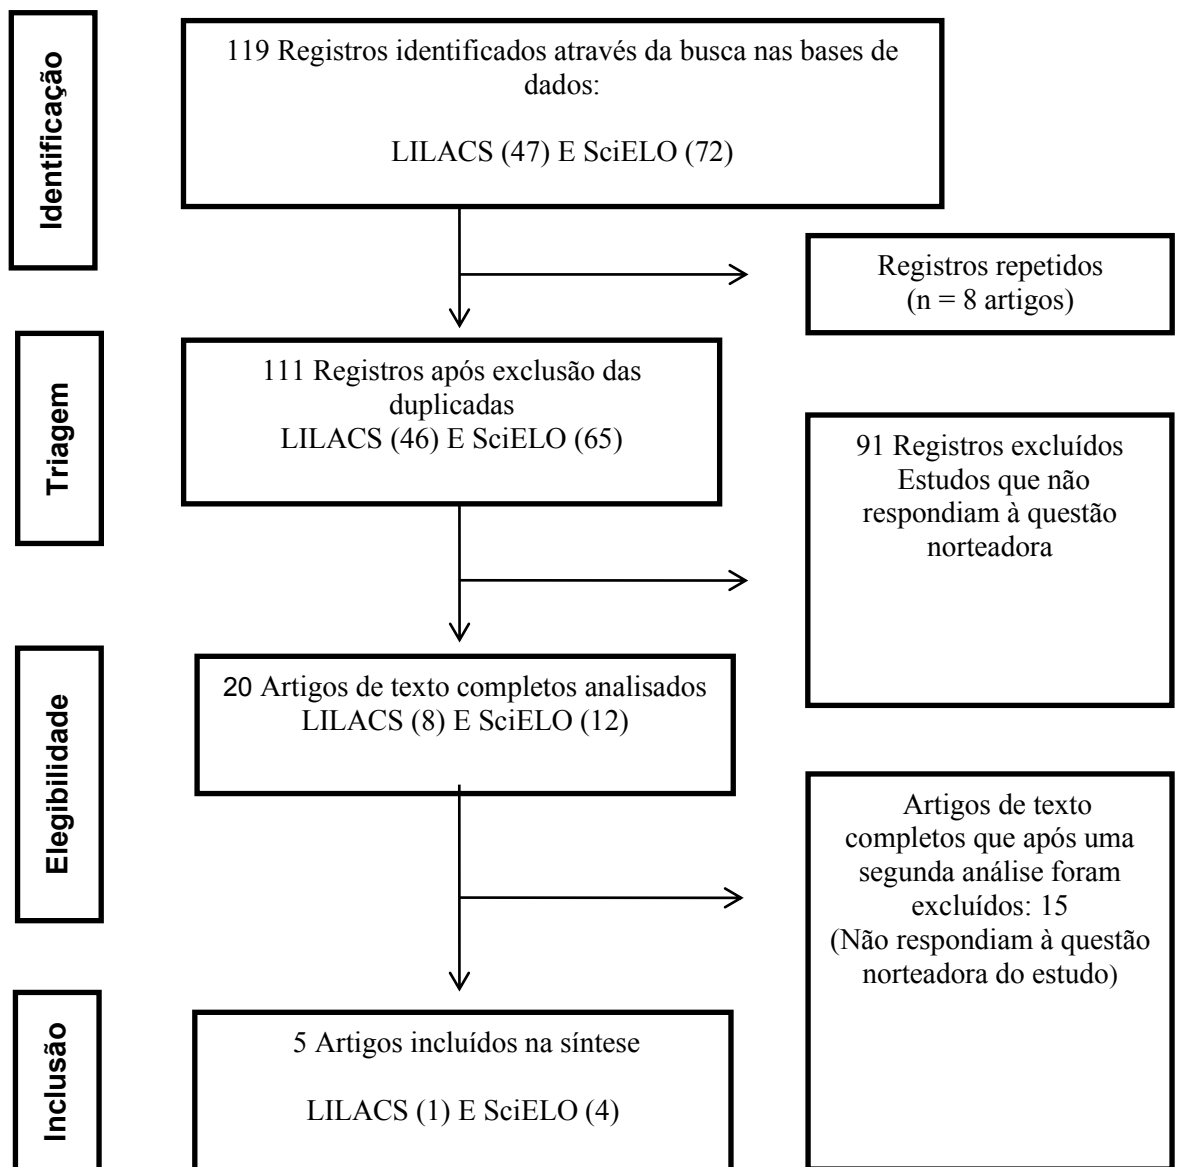 Identificação
119 Registros identificados através da busca nas bases de
dados:
LILACS (47) E SciELO (72)
Registros repetidos
(n = 8 artigos)
Triagem
111 Registros após exclusão das
duplicadas
LILACS (46) E SciELO (65)
91 Registros excluídos
Estudos que não
respondiam à questão
norteadora
Elegibilidade
20 Artigos de texto completos analisados
LILACS (8) E SciELO (12)
Artigos de texto
completos que após uma
segunda análise foram
excluídos: 15
(Não respondiam à questão
norteadora do estudo)
Inclusão
5 Artigos incluídos na síntese
LILACS (1) E SciELO (4)